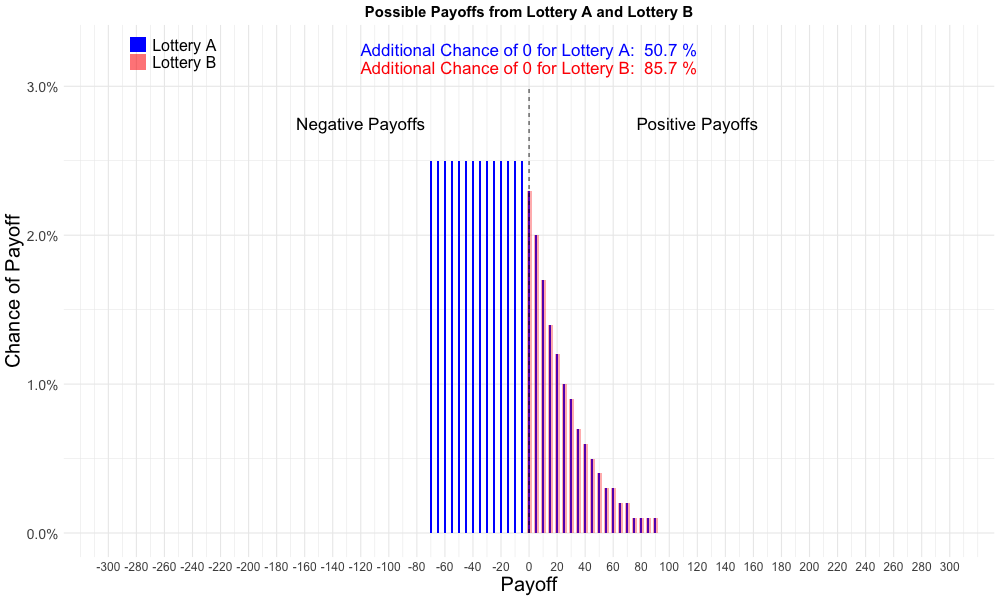 Possible Payoffs from Lottery A and Lottery B
Lottery A
Lottery B
Additional Chance of 0 for Lottery A: 50.7 %
Additional Chance of 0 for Lottery B: 85.7 %
Negative Payoffs
Positive Payoffs
Chance of Payoff
3.0%
2.0%
1.0%
0.0%
-300 -280 -260 -240 -220 -200 -180 -160 -140 -120 -100 -80 -60 -40 -20 0 20 40 60 80 100 120 140 160 180 200 220 240 260 280 300
Payoff